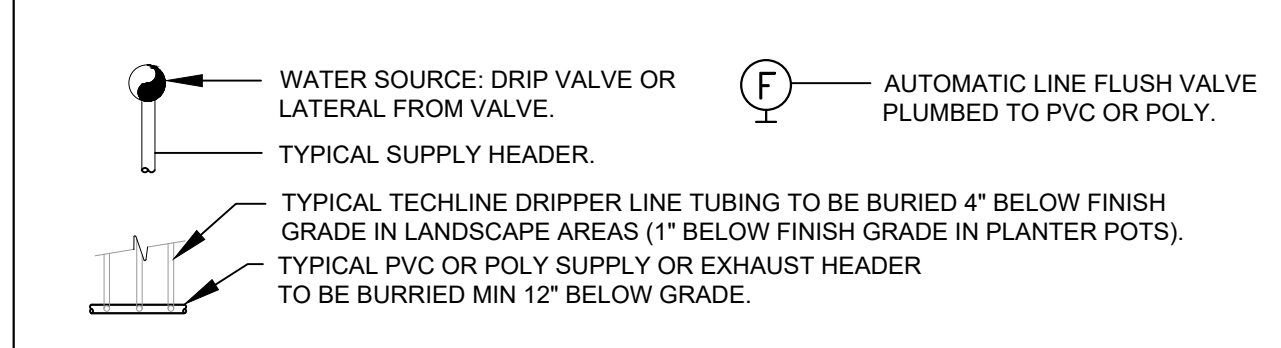 WATER SOURCE: DRIP VALVE OR
LATERAL FROM VALVE.
TYPICAL SUPPLY HEADER.
F
AUTOMATIC LINE FLUSH VALVE
PLUMBED TO PVC OR POLY.
TYPICAL TECHLINE DRIPPER LINE TUBING TO BE BURIED 4" BELOW FINISH
GRADE IN LANDSCAPE AREAS (1" BELOW FINISH GRADE IN PLANTER POTS).
TYPICAL PVC OR POLY SUPPLY OR EXHAUST HEADER
TO BE BURRIED MIN 12" BELOW GRADE.